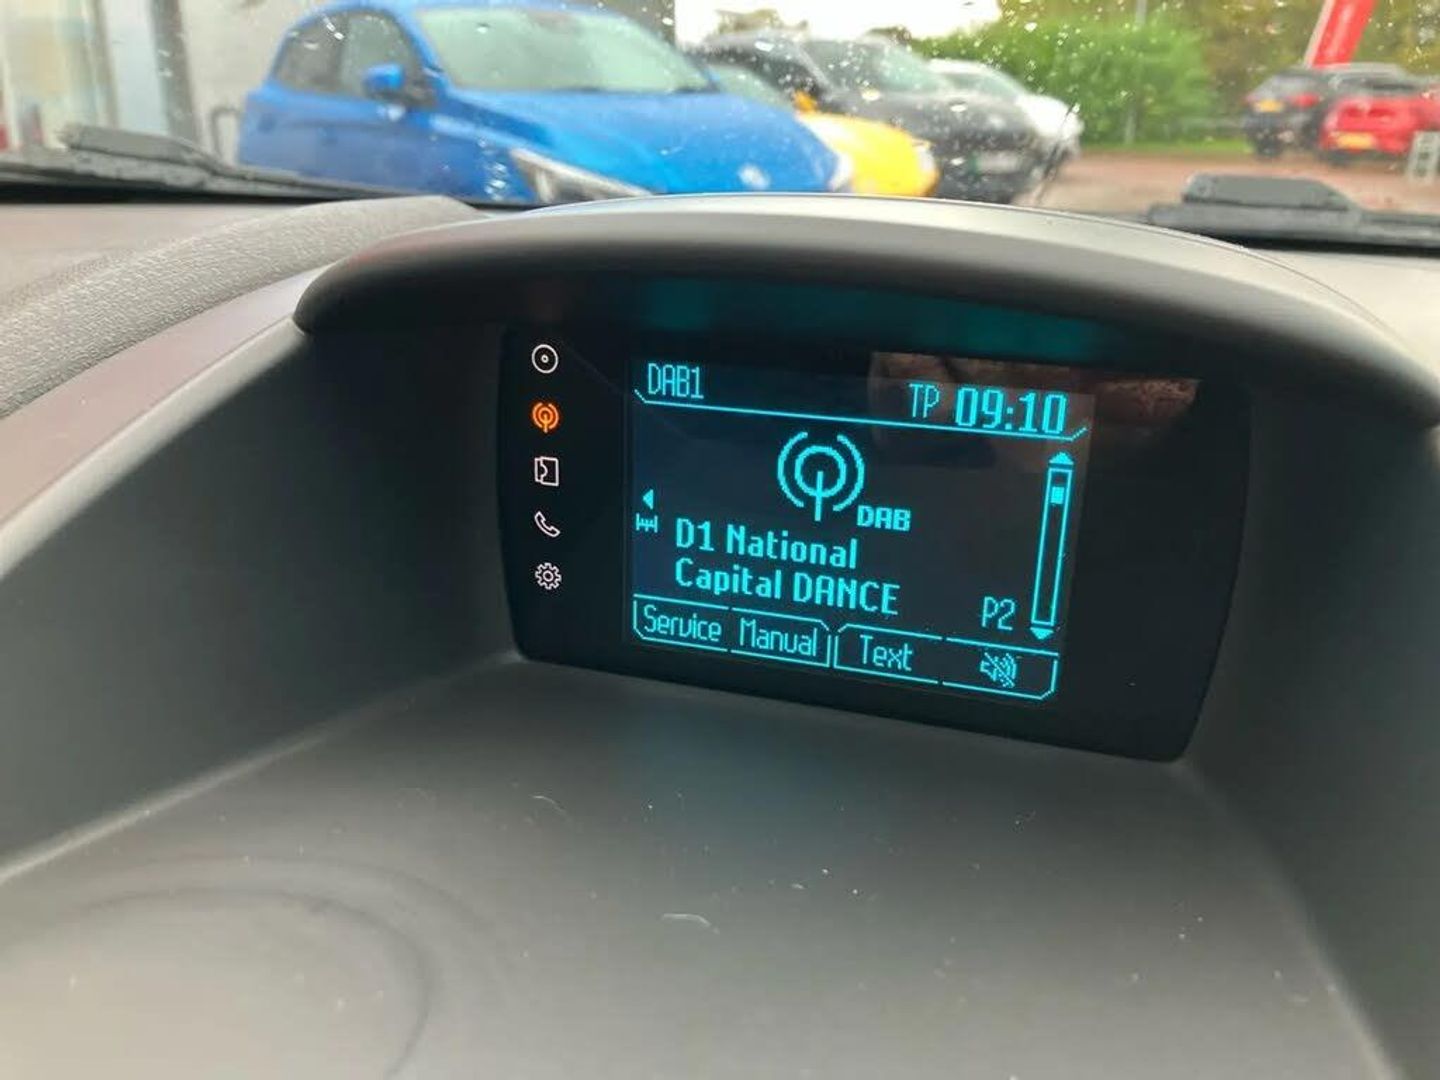 DAB1 TP 09:10
DAB
D1 National
Capital DANCE P2
Service Manual Text